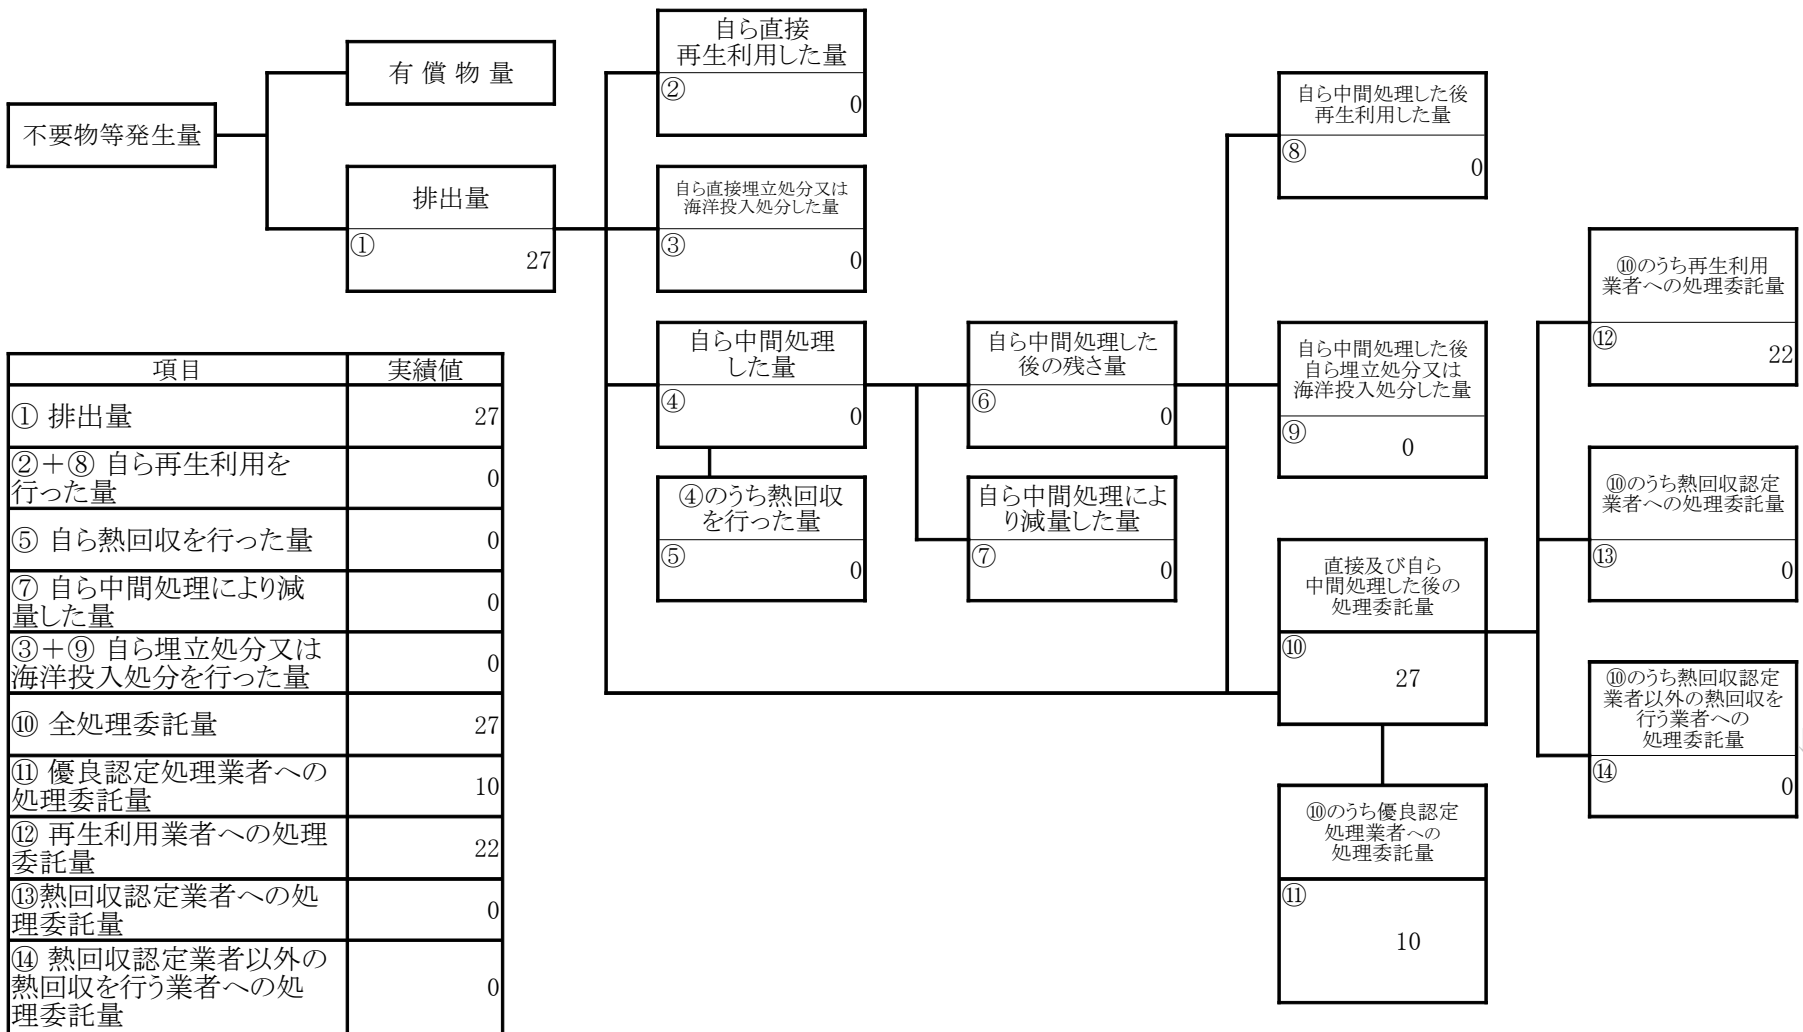 不要物等発生量
有 償 物 量
排出量
①
27
自ら直接
再生利用した量
②
0
自ら直接埋立処分又は
海洋投入処分した量
③
0
自ら中間処理
した量
④
0
④のうち熱回収
を行った量
⑤
0
自ら中間処理した
後の残さ量
⑥
0
自ら中間処理によ
り減量した量
⑦
0
自ら中間処理した後
再生利用した量
⑧
0
自ら中間処理した後
自ら埋立処分又は
海洋投入処分した量
⑨
0
直接及び自ら
中間処理した後の
処理委託量
⑩
27
⑩のうち優良認定
処理業者への
処理委託量
⑪
10
⑩のうち再生利用
業者への処理委託量
⑫
22
⑩のうち熱回収認定
業者への処理委託量
⑬
0
⑩のうち熱回収認定
業者以外の熱回収を
行う業者への
処理委託量
⑭
0
項目 実績値
① 排出量 27
②＋⑧ 自ら再生利用を
行った量 0
⑤ 自ら熱回収を行った量 0
⑦ 自ら中間処理により減
量した量 0
③＋⑨ 自ら埋立処分又は
海洋投入処分を行った量 0
⑩ 全処理委託量 27
⑪ 優良認定処理業者への
処理委託量 10
⑫ 再生利用業者への処理
委託量 22
⑬熱回収認定業者への処
理委託量 0
⑭ 熱回収認定業者以外の
熱回収を行う業者への処
理委託量 0